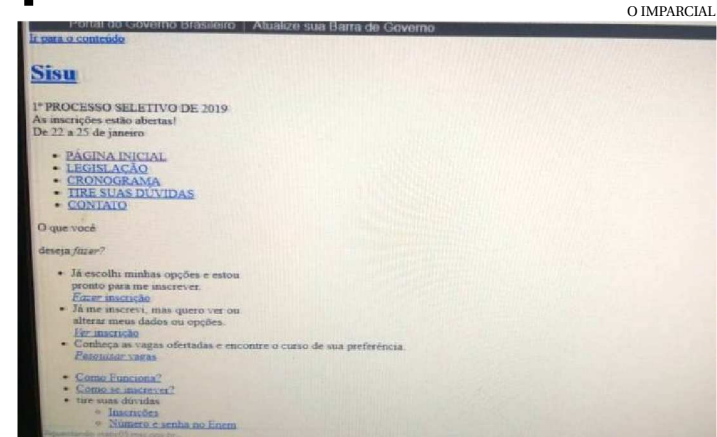 O IMPARCIAL
Portal do Governo Brasileiro | Atualize sua Barra de Governo
Ir para o conteúdo
Sisu
1º PROCESSO SELETIVO DE 2019
As inscrições estão abertas!
De 22 a 25 de janeiro
• PÁGINA INICIAL
• LEGISLAÇÃO
• CRONOGRAMA
• TIRE SUAS DÚVIDAS
• CONTATO
O que você
deseja fazer?
• Já escolhi minhas opções e estou
pronto para me inscrever.
Fazer inscrição
• Já me inscrevi, mas quero ver ou
alterar meus dados ou opções.
Ver inscrição
• Conheça as vagas ofertadas e encontre o curso de sua preferência.
Pesquisar vagas
• Como Funciona?
• Como se inscrever?
• tire suas dúvidas
Inscrições
Número e senha no Enem